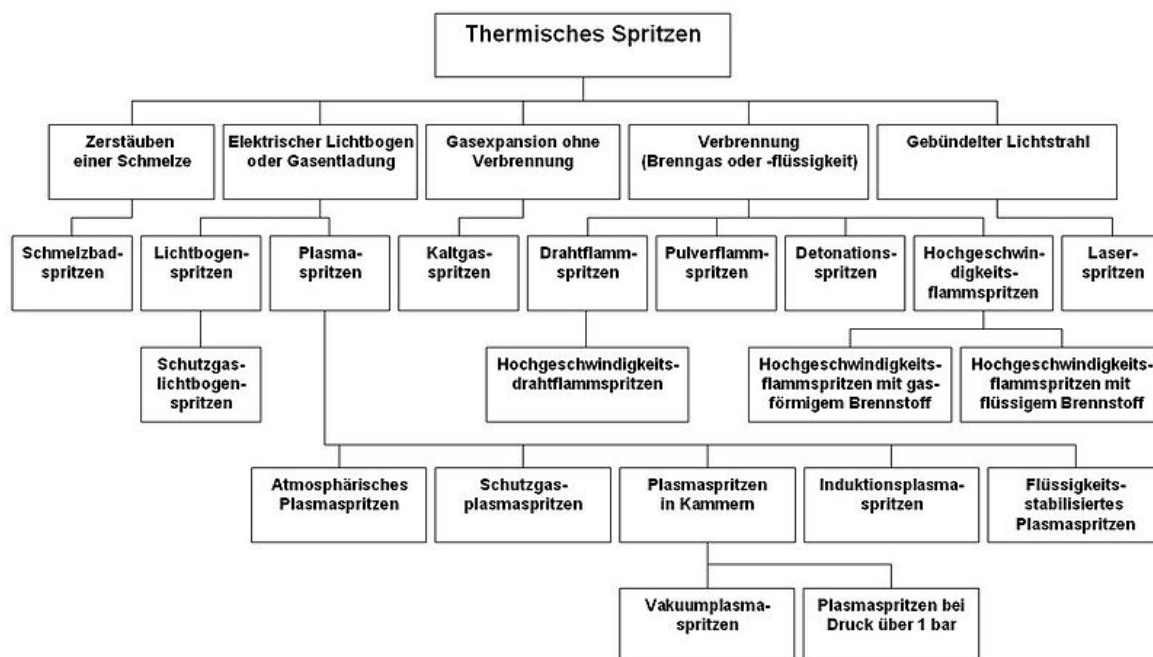 Thermisches Spritzen
Zerstäuben
einer Schmelze
Elektrischer Lichtbogen
oder Gasentladung
Gasexpansion ohne
Verbrennung
Verbrennung
(Brenngas oder -flüssigkeit)
Gebündelter Lichtstrahl
Schmelzbad-
spritzen
Lichtbogen-
spritzen
Plasma-
spritzen
Kaltgas-
spritzen
Drahtflamm-
spritzen
Pulverflamm-
spritzen
Detonations-
spritzen
Hochgeschwin-
digkeits-
flammspritzen
Laser-
spritzen
Schutzgas-
lichtbogen-
spritzen
Hochgeschwindigkeits-
drahtflammspritzen
Hochgeschwindigkeits-
flammspritzen mit gas-
förmigem Brennstoff
Hochgeschwindigkeits-
flammspritzen mit
flüssigem Brennstoff
Atmosphärisches
Plasmaspritzen
Schutzgas-
plasmaspritzen
Plasmaspritzen
in Kammern
Induktionsplasma-
spritzen
Flüssigkeits-
stabilisiertes
Plasmaspritzen
Vakuumplasma-
spritzen
Plasmaspritzen bei
Druck über 1 bar